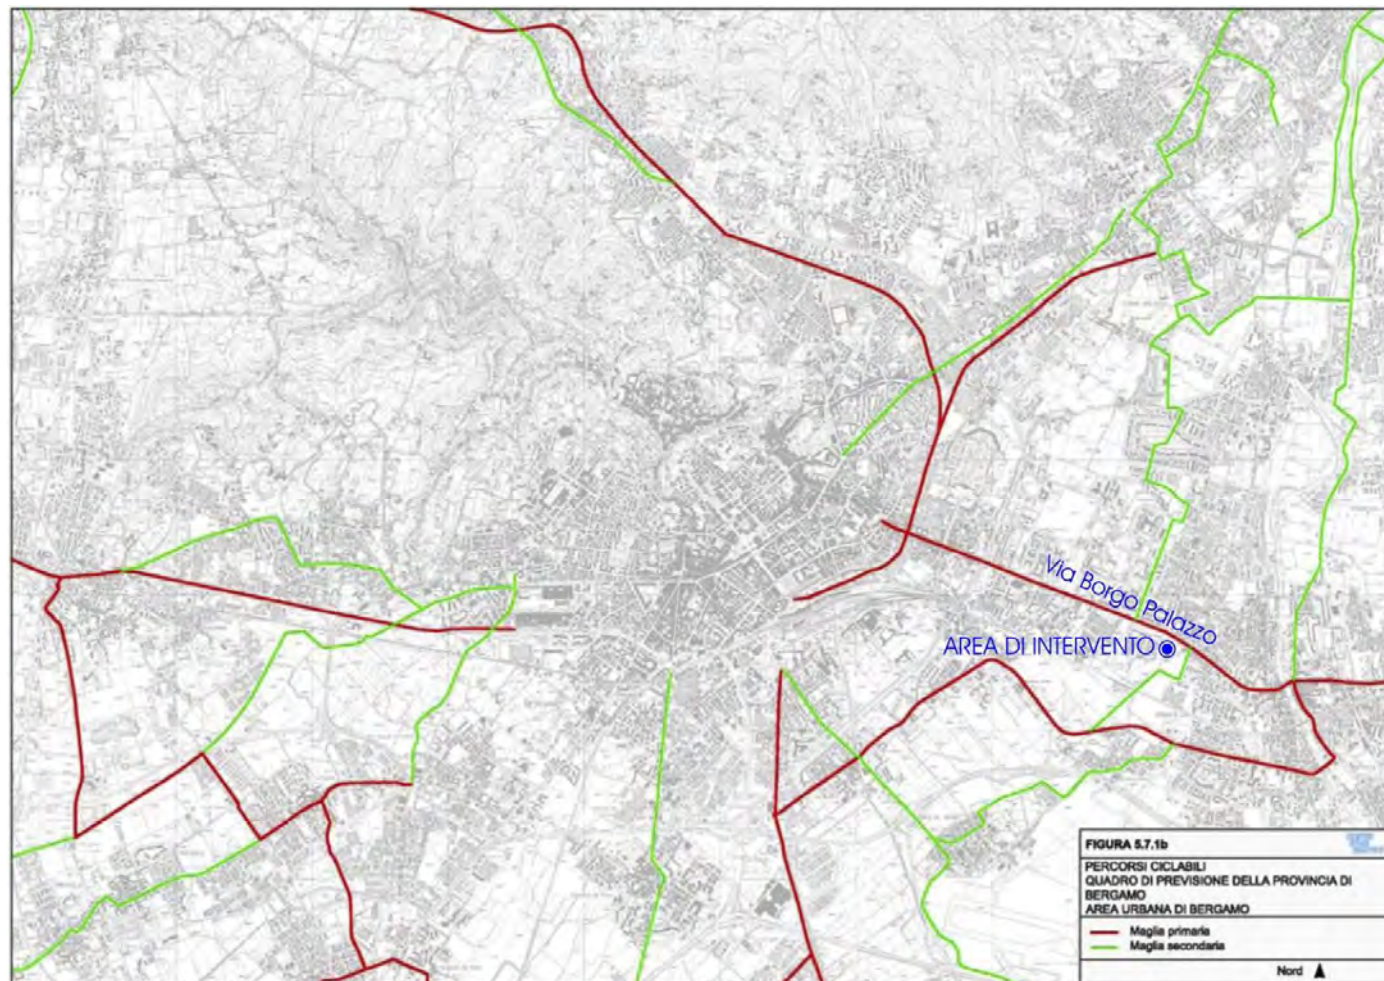 Via Borgo Palazzo
AREA DI INTERVENTO
FIGURA 5.7.1b
PERCORSI CICLABILI
QUADRO DI PREVISIONE DELLA PROVINCIA DI
BERGAMO
AREA URBANA DI BERGAMO
Maglia primaria
Maglia secondaria
Nord